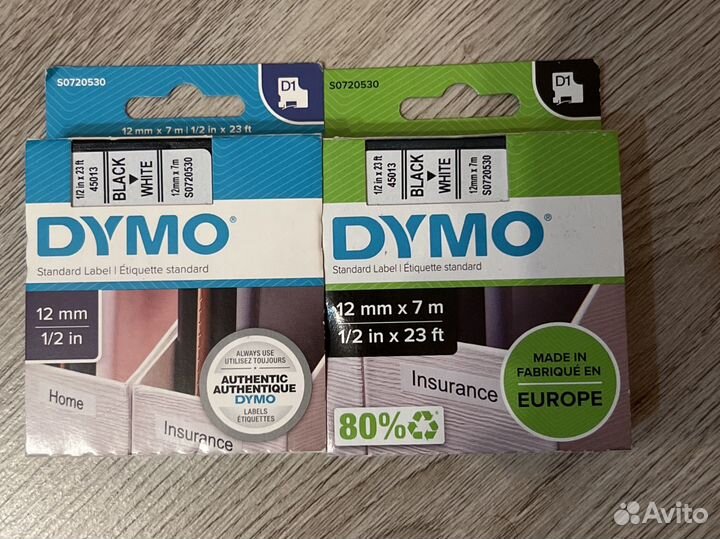 S0720530
D1
12 mm x 7 m | 1/2 in x 23 ft
1/2 in x 23 ft
45013
BLACK
WHITE
12mm x 7m
S0720530
DYMO®
Standard Label | Étiquette standard
12 mm
1/2 in
Home
Insurance
ALWAYS USE
UTILISEZ TOUJOURS
AUTHENTIC
AUTHENTIQUE
DYMO
LABELS
ÉTIQUETTES
S0720530
D1
1/2 in x 23 ft
45013
BLACK
WHITE
12mm x 7m
S0720530
DYMO®
Standard Label | Étiquette standard
12 mm x 7 m
1/2 in x 23 ft
Insurance
80%
MADE IN
FABRIQUÉ EN
EUROPE
Avito